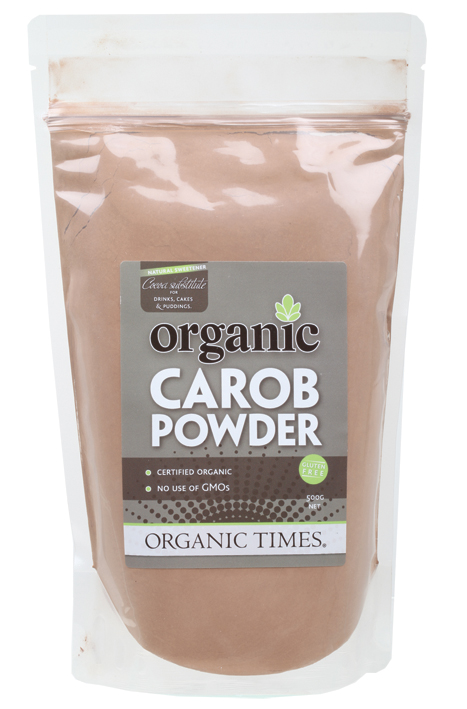 NATURAL SWEETENER
Cocoa substitute
FOR
DRINKS, CAKES
& PUDDINGS.
organic
CAROB
POWDER
CERTIFIED ORGANIC
NO USE OF GMOs
GLUTEN
FREE
500G
NET
ORGANIC TIMES®